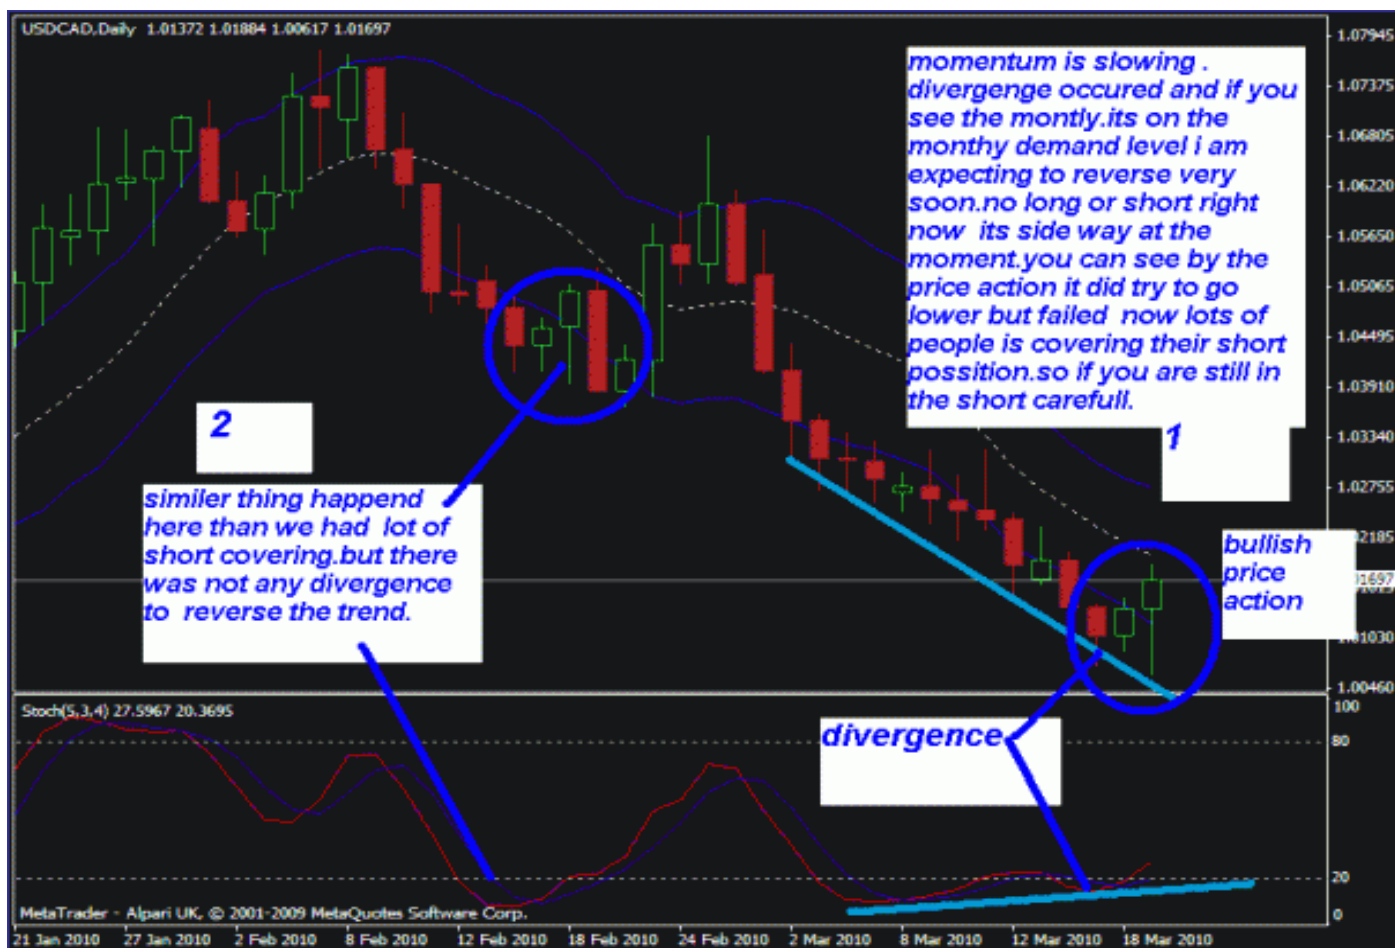 USDCAD,Daily 1.01372 1.01884 1.00617 1.01697
momentum is slowing .
divergenge occured and if you
see the montly.its on the
monthy demand level i am
expecting to reverse very
soon.no long or short right
now its side way at the
moment.you can see by the
price action it did try to go
lower but failed now lots of
people is covering their short
possition.so if you are still in
the short carefull.
1
2
similer thing happend
here than we had lot of
short covering.but there
was not any divergence
to reverse the trend.
bullish
price
action
divergence
1.07945
1.07375
1.06805
1.06220
1.05650
1.05065
1.04495
1.03910
1.03340
1.02755
1.01030
1.00460
Stoch(5,3,4) 27.5967 20.3695
100
80
20
0
MetaTrader - Alpari UK, © 2001-2009 MetaQuotes Software Corp.
21 Jan 2010 27 Jan 2010 2 Feb 2010 8 Feb 2010 12 Feb 2010 18 Feb 2010 24 Feb 2010 2 Mar 2010 8 Mar 2010 12 Mar 2010 18 Mar 2010